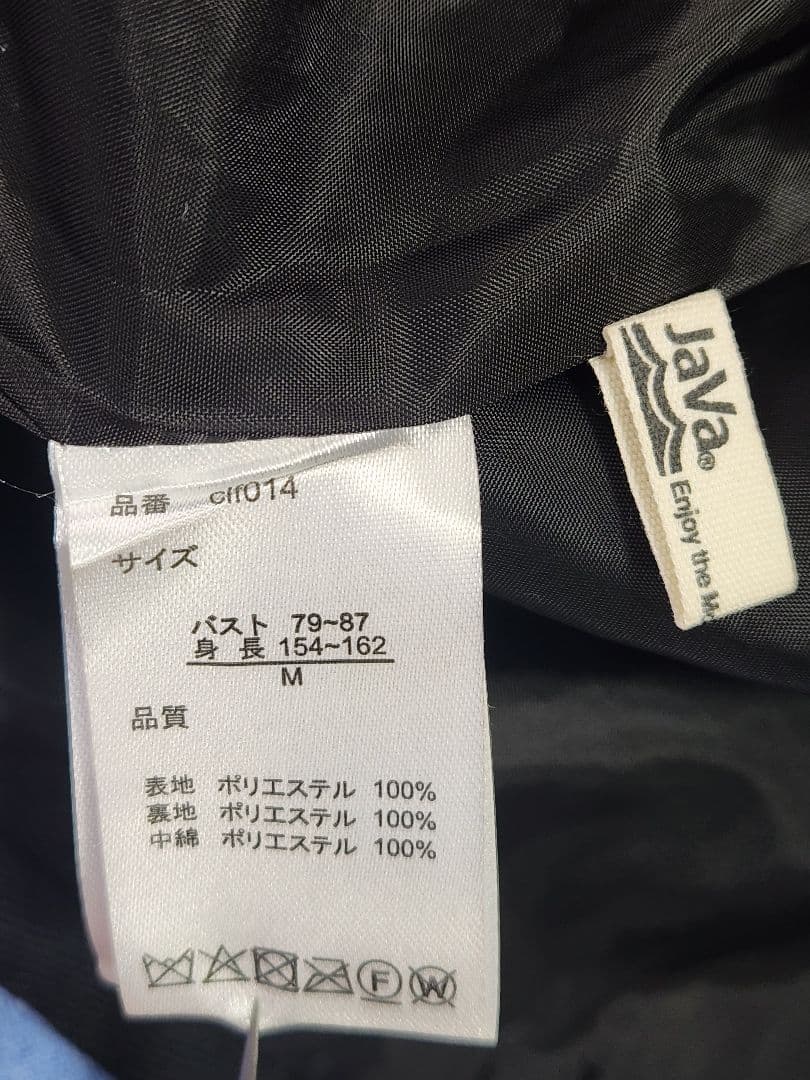 品番 clf014
サイズ
バスト 79~87
身長 154~162
M
品質
表地 ポリエステル 100%
裏地 ポリエステル 100%
中綿 ポリエステル 100%
F W
JaVa®
Enjoy the